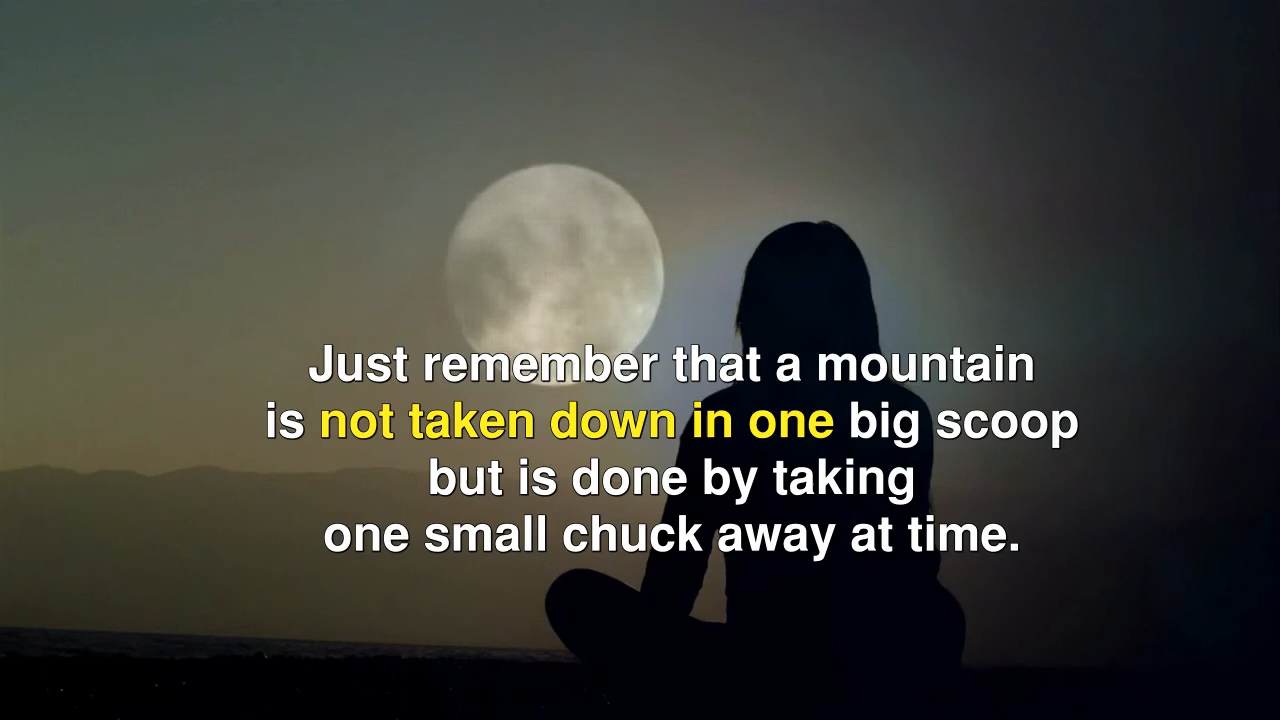 Just remember that a mountain
is not taken down in one big scoop
but is done by taking
one small chuck away at time.